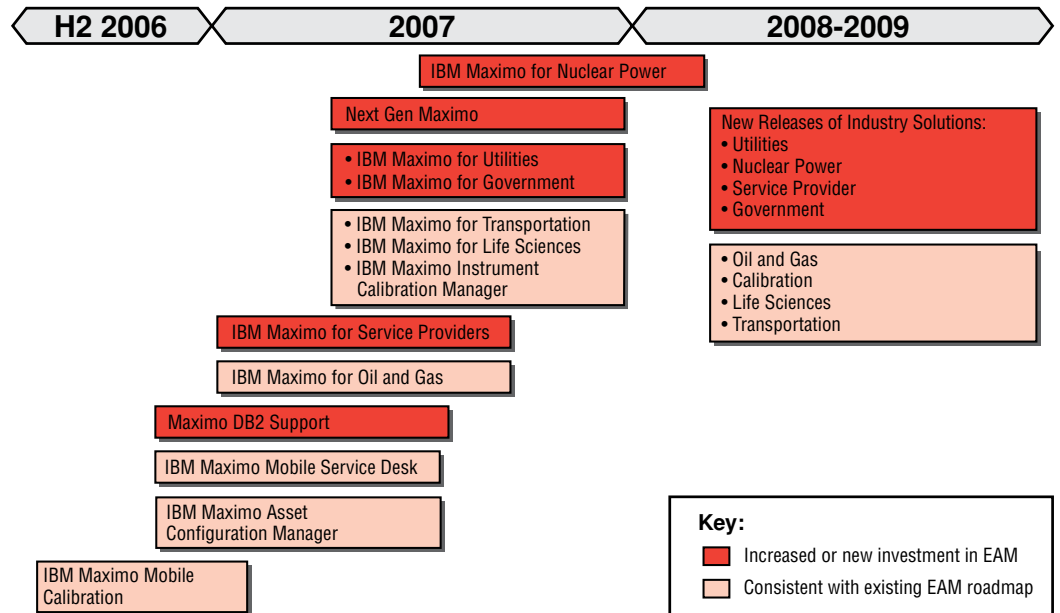 H2 2006
2007
2008-2009
IBM Maximo for Nuclear Power
Next Gen Maximo
• IBM Maximo for Utilities
• IBM Maximo for Government
• IBM Maximo for Transportation
• IBM Maximo for Life Sciences
• IBM Maximo Instrument
Calibration Manager
New Releases of Industry Solutions:
• Utilities
• Nuclear Power
• Service Provider
• Government
• Oil and Gas
• Calibration
• Life Sciences
• Transportation
IBM Maximo for Service Providers
IBM Maximo for Oil and Gas
Maximo DB2 Support
IBM Maximo Mobile Service Desk
IBM Maximo Asset
Configuration Manager
IBM Maximo Mobile
Calibration
Key:
Increased or new investment in EAM
Consistent with existing EAM roadmap